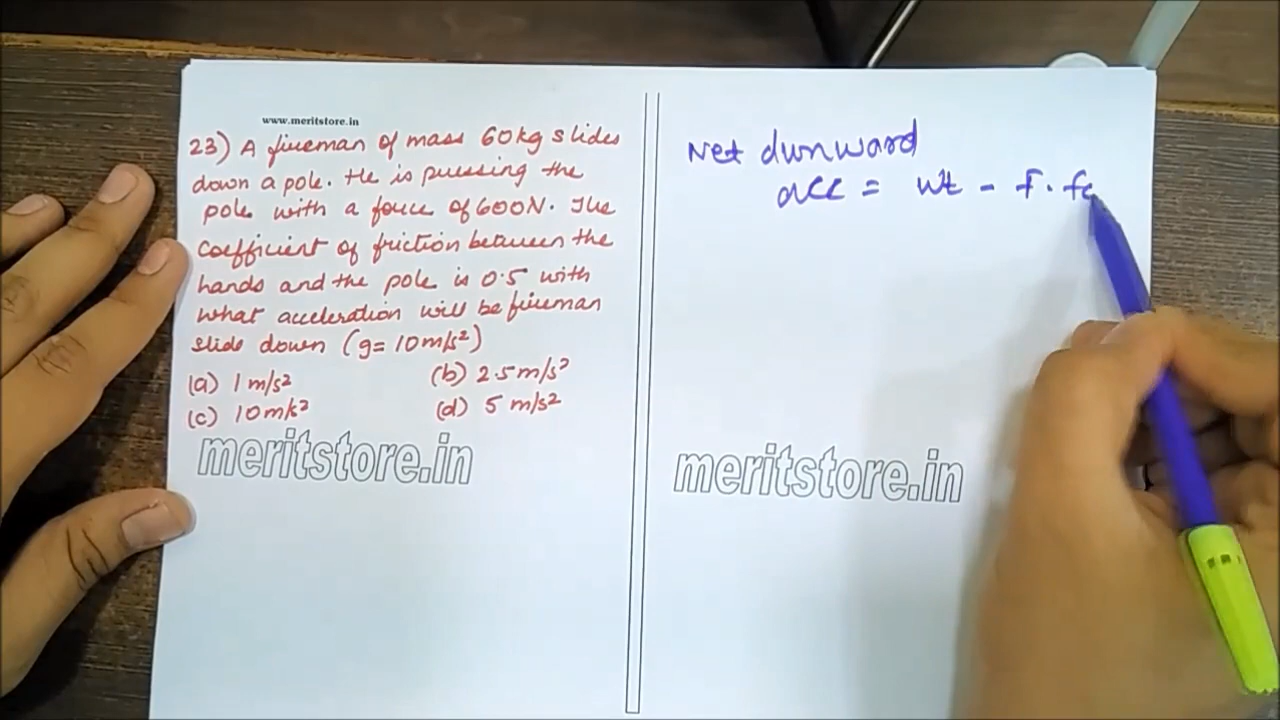 www.meritstore.in
23) A fireman of mass 60kg slides
down a pole. He is pressing the
pole with a force of 600N. The
coefficient of friction between the
hands and the pole is 0.5 with
what acceleration will be fireman
slide down (g= 10m/s²)
(a) 1 m/s² (b) 2.5 m/s²
(c) 10m/s² (d) 5 m/s²
meritstore.in
Net dwnward
acc = wt - F. fo
meritstore.in